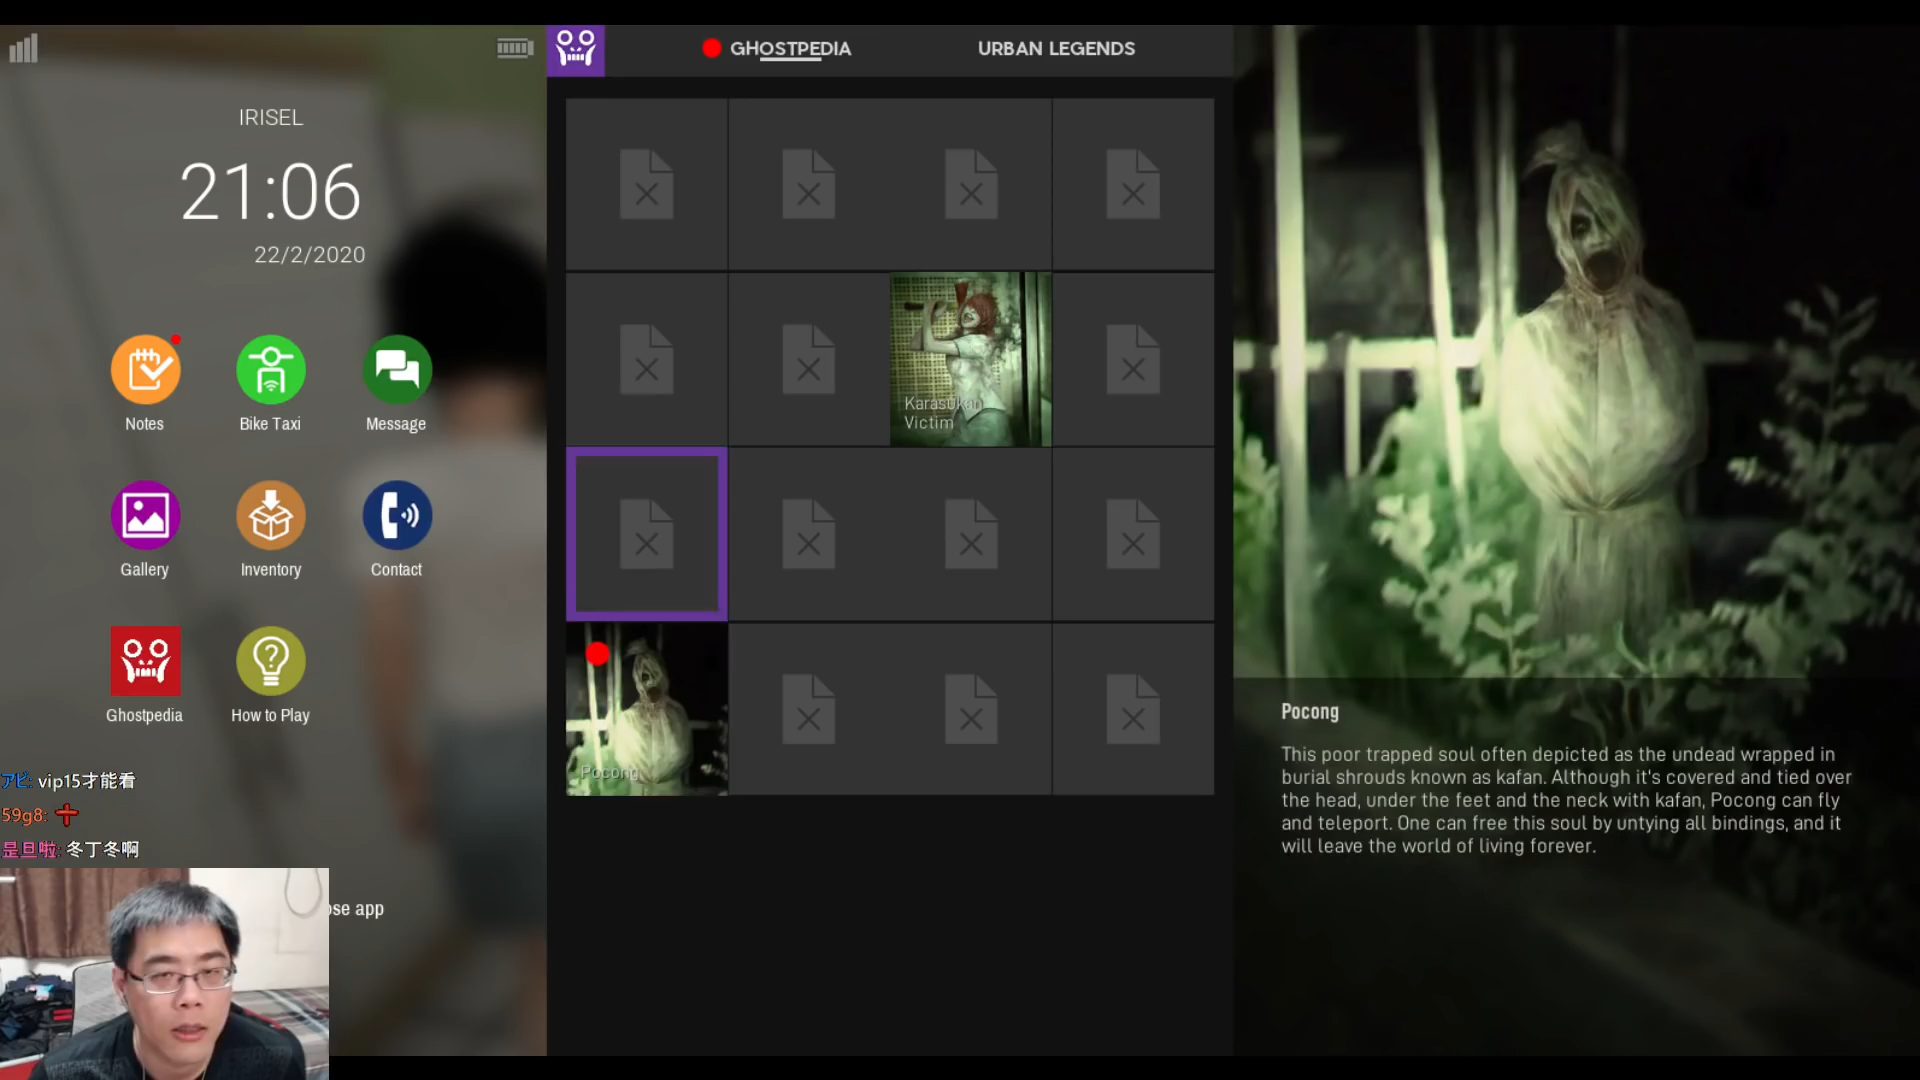 IRISEL
21:06
22/2/2020
Notes
Bike Taxi
Message
Gallery
Inventory
Contact
Ghostpedia
How to Play
アビ: vip15才能看
59g8: 十
是旦啦: 冬丁冬啊
ose app
GHOSTPEDIA
URBAN LEGENDS
Karasukan
Victim
Pocong
Pocong
This poor trapped soul often depicted as the undead wrapped in
burial shrouds known as kafan. Although it's covered and tied over
the head, under the feet and the neck with kafan, Pocong can fly
and teleport. One can free this soul by untying all bindings, and it
will leave the world of living forever.